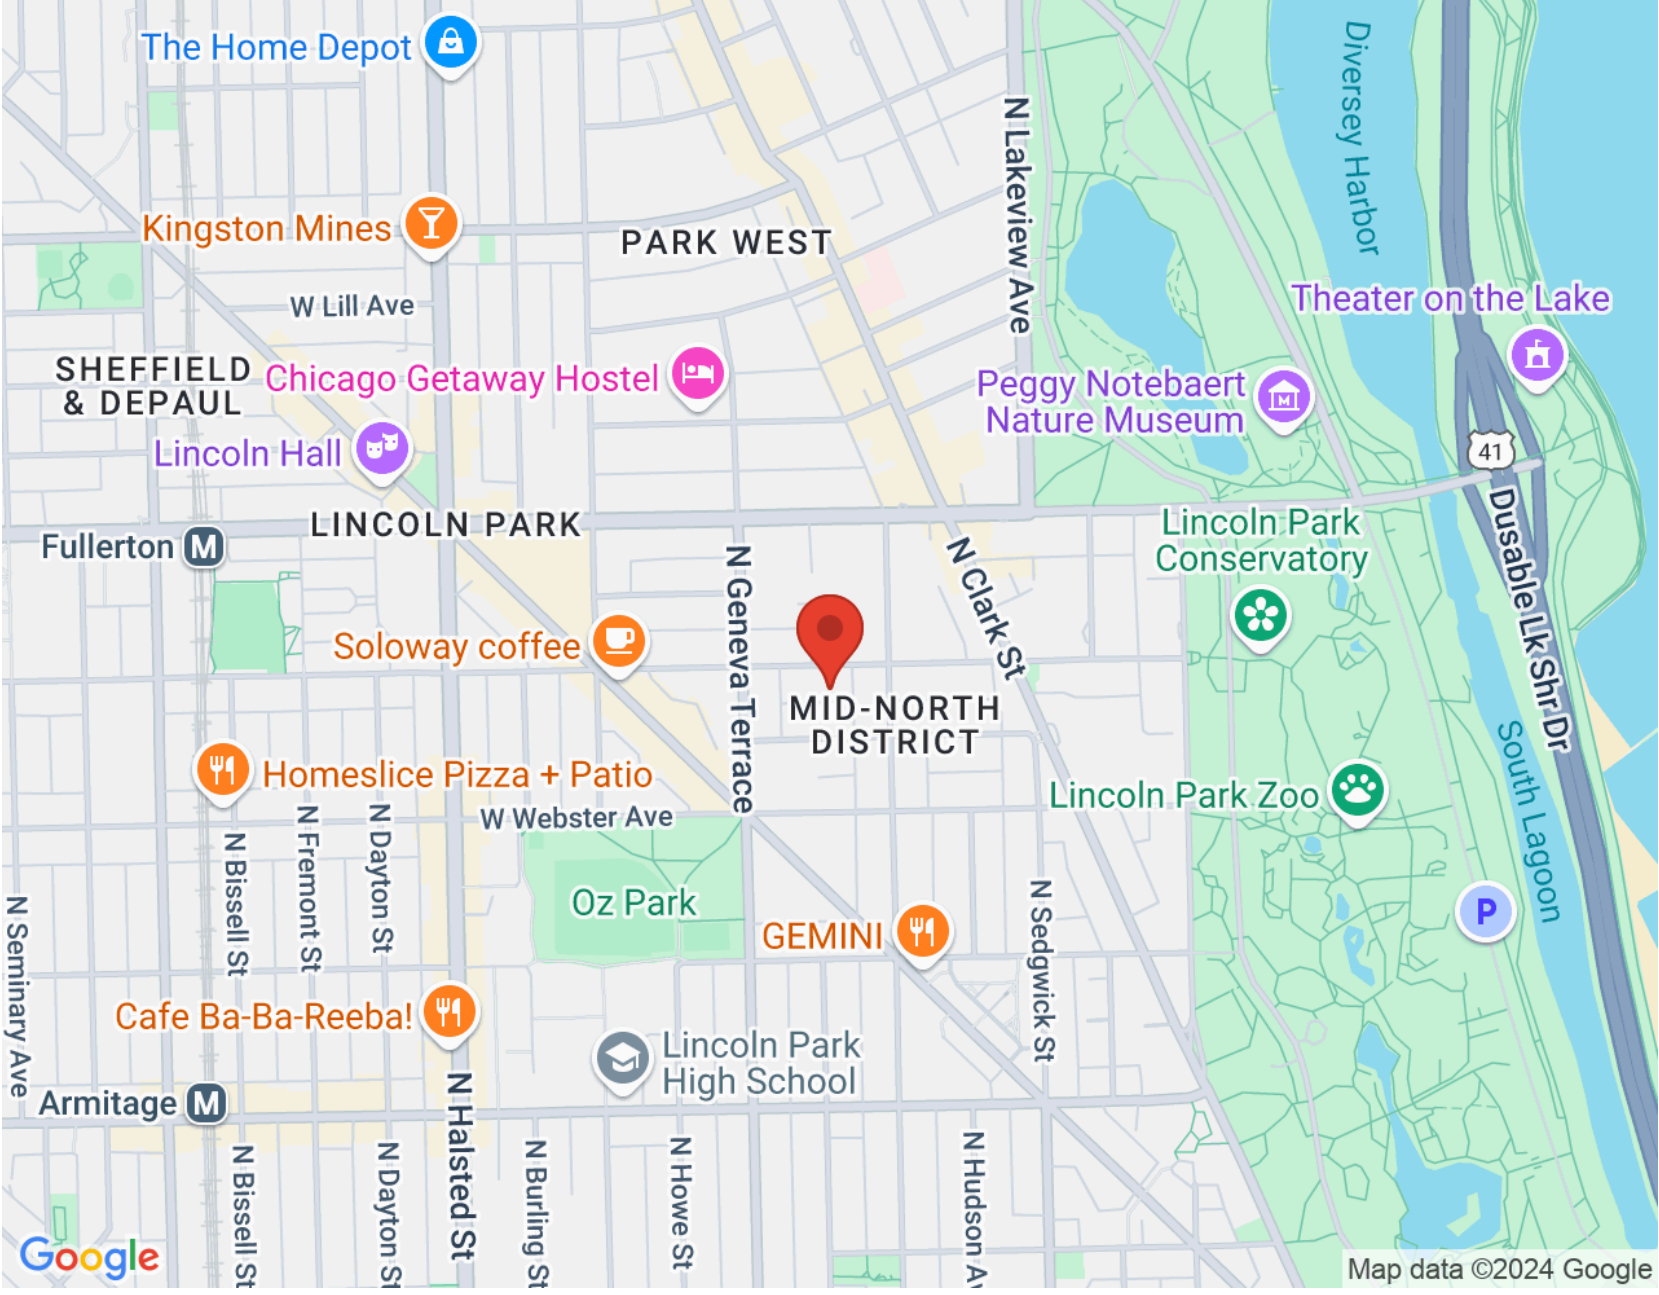 The Home Depot
Diversey Harbor
N Lakeview Ave
Kingston Mines
PARK WEST
W Lill Ave
Theater on the Lake
SHEFFIELD
& DEPAUL
Chicago Getaway Hostel
Peggy Notebaert
Nature Museum
Lincoln Hall
41
LINCOLN PARK
Fullerton M
Lincoln Park
Conservatory
N Geneva Terrace
N Clark St
Dusable Lk Shr Dr
Soloway coffee
MID-NORTH
DISTRICT
Homeslice Pizza + Patio
Lincoln Park Zoo
South Lagoon
W Webster Ave
N Bissell St
N Fremont St
N Dayton St
Oz Park
GEMINI
N Sedgwick St
P
N Seminary Ave
Cafe Ba-Ba-Reeba!
Lincoln Park
High School
Armitage M
N Halsted St
N Bissell St
N Dayton St
N Burling St
N Howe St
N Hudson Av
Google
Map data ©2024 Google